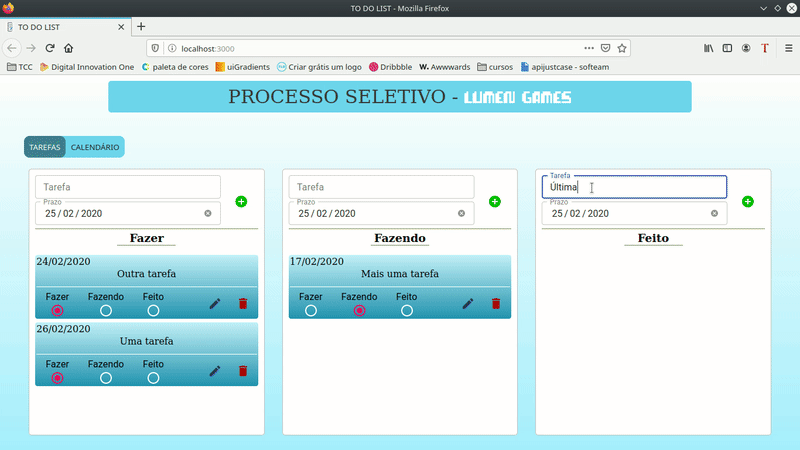 TO DO LIST - Mozilla Firefox
TO DO LIST
localhost:3000
TCC
Digital Innovation One
paleta de cores
uiGradients
Criar grátis um logo
Dribbble
W. Awwwards
cursos
apijustcase - softeam
PROCESSO SELETIVO - LUMEN GAMES
TAREFAS
CALENDÁRIO
Tarefa
Prazo
25 / 02 / 2020
Fazer
24/02/2020
Outra tarefa
Fazer Fazendo Feito
26/02/2020
Uma tarefa
Fazer Fazendo Feito
Tarefa
Prazo
25 / 02 / 2020
Fazendo
17/02/2020
Mais uma tarefa
Fazer Fazendo Feito
Tarefa
Última
Prazo
25 / 02 / 2020
Feito